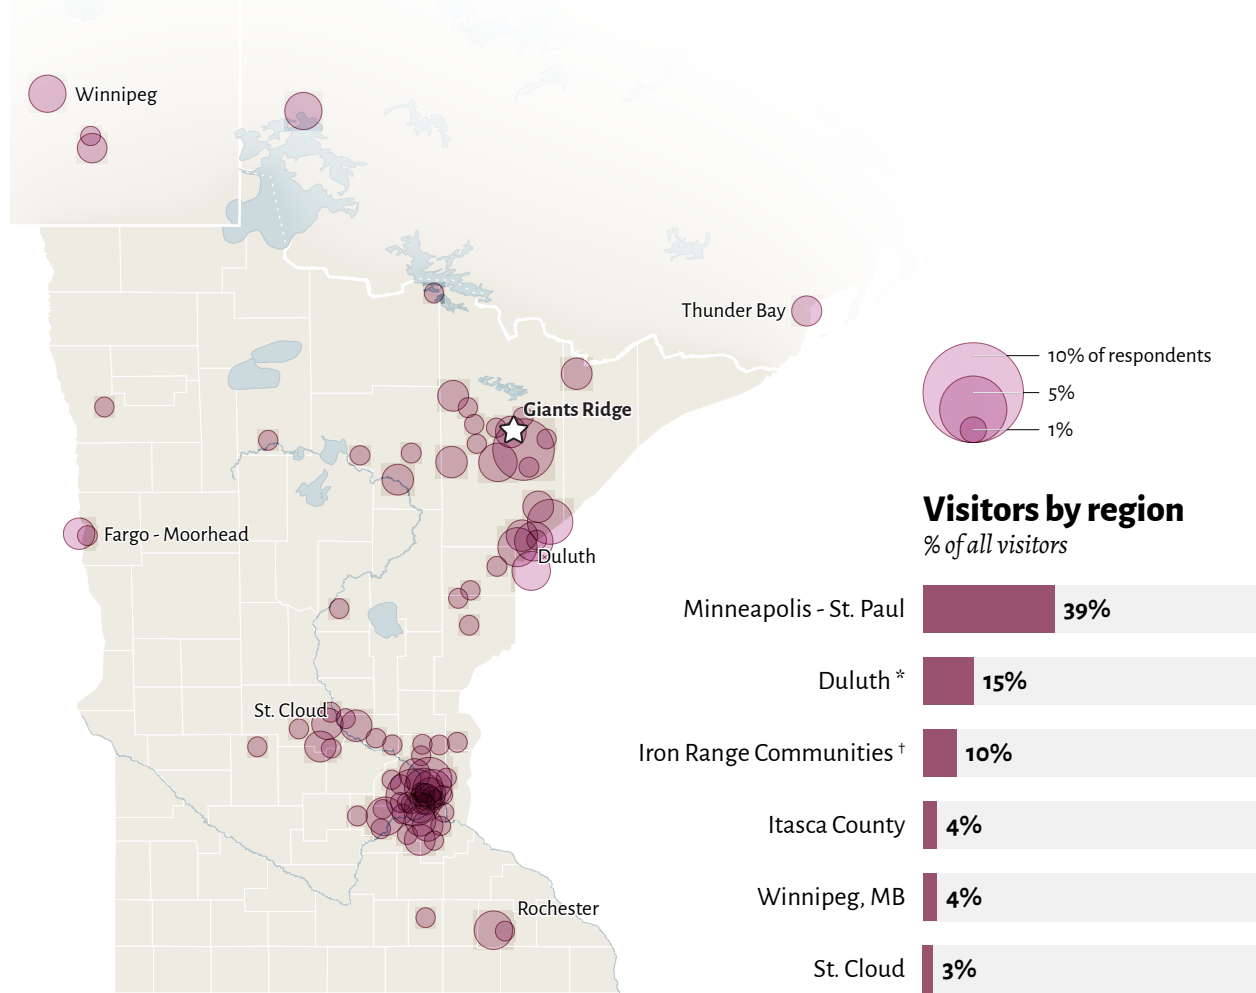 Winnipeg
Thunder Bay
10% of respondents
5%
1%
Giants Ridge
Fargo - Moorhead
Duluth
St. Cloud
Rochester
Visitors by region
% of all visitors
Minneapolis - St. Paul 39%
Duluth * 15%
Iron Range Communities † 10%
Itasca County 4%
Winnipeg, MB 4%
St. Cloud 3%